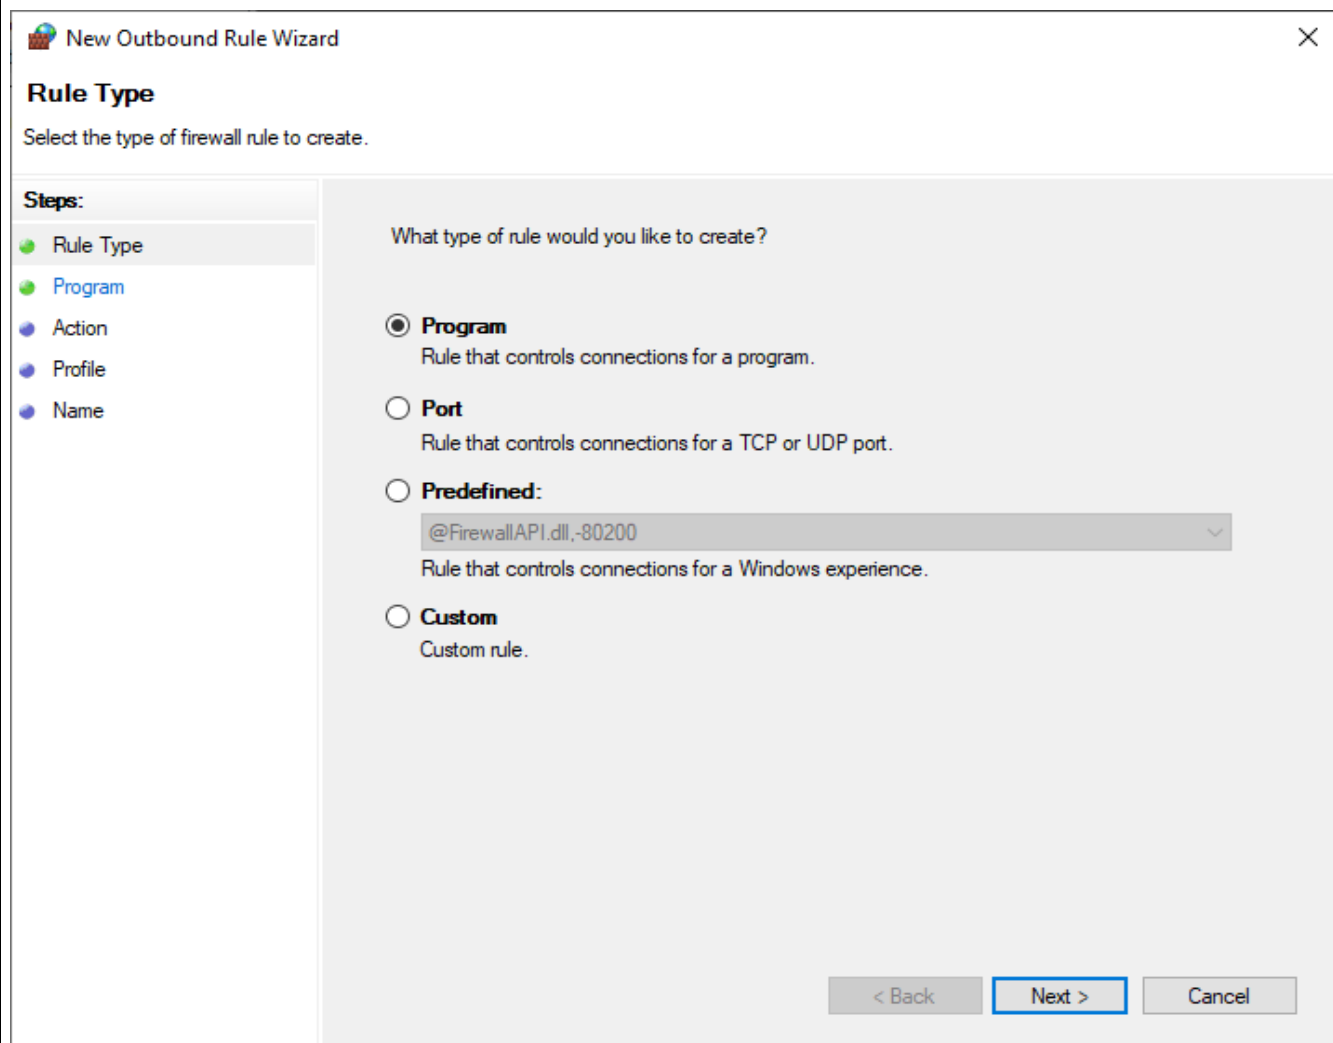 New Outbound Rule Wizard
Rule Type
Select the type of firewall rule to create.
Steps:
Rule Type
Program
Action
Profile
Name
What type of rule would you like to create?
Program
Rule that controls connections for a program.
Port
Rule that controls connections for a TCP or UDP port.
Predefined:
@FirewallAPI.dll,-80200
Rule that controls connections for a Windows experience.
Custom
Custom rule.
< Back
Next >
Cancel